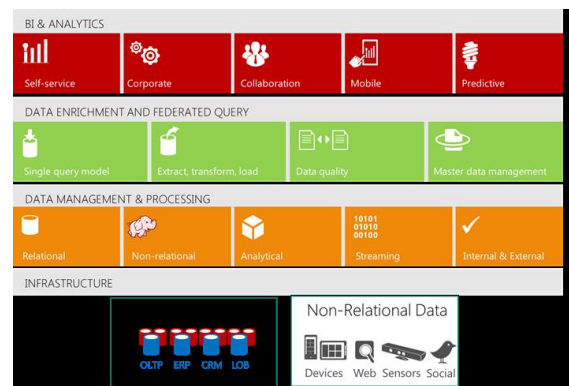 BI & ANALYTICS
Self-service Corporate Collaboration Mobile Predictive
DATA ENRICHMENT AND FEDERATED QUERY
Single query model Extract, transform, load Data quality Master data management
DATA MANAGEMENT & PROCESSING
10101
01010
00100
Relational Non-relational Analytical Streaming Internal & External
INFRASTRUCTURE
Non-Relational Data
OLTP ERP CRM LOB
Devices Web Sensors Social